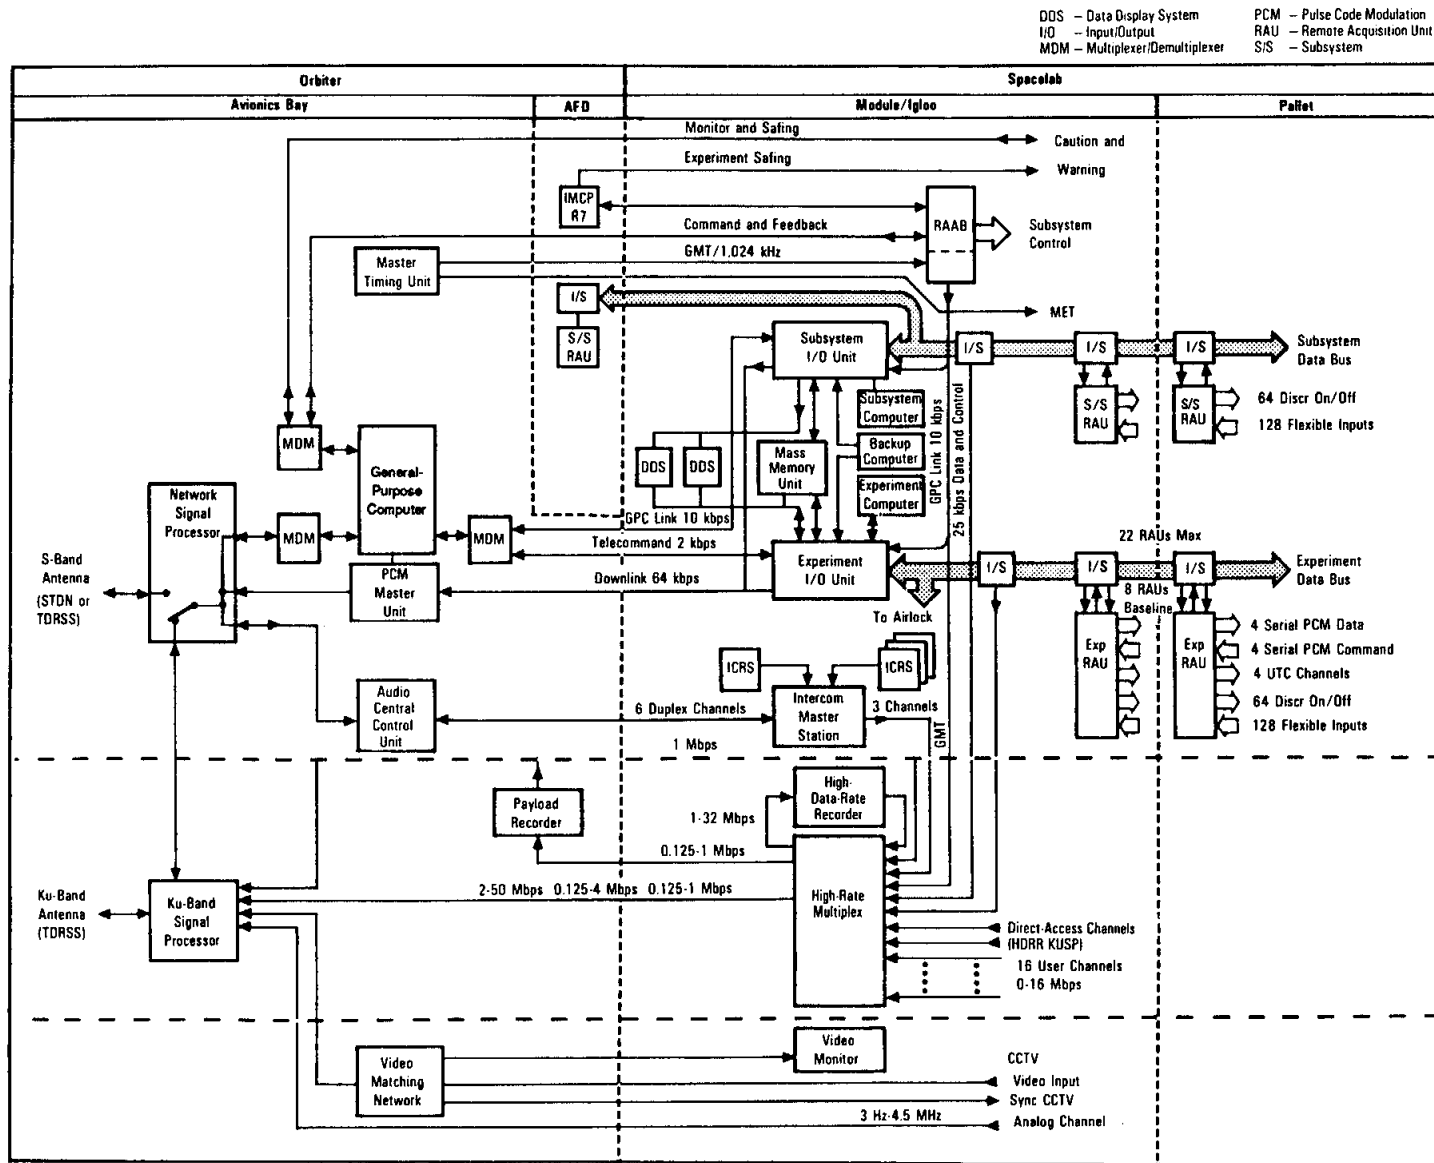 DDS – Data Display System
PCM – Pulse Code Modulation
I/O – Input/Output
RAU – Remote Acquisition Unit
MDM – Multiplexer/Demultiplexer
S/S – Subsystem
Orbiter
Spacelab
Avionics Bay
AFD
Module/Igloo
Pallet
Monitor and Safing
Caution and
Experiment Safing
Warning
IMCP
R7
RAAB
Command and Feedback
Subsystem
Control
GMT/1,024 kHz
Master
Timing Unit
I/S
MET
S/S
RAU
Subsystem
I/O Unit
I/S
I/S
I/S
Subsystem
Data Bus
Subsystem
Computer
S/S
RAU
S/S
RAU
64 Discr On/Off
128 Flexible Inputs
MDM
General-
Purpose
Computer
DDS
DDS
Mass
Memory
Unit
Backup
Computer
Experiment
Computer
GPC Link 10 kbps
25 kbps Data and Control
Network
Signal
Processor
MDM
MDM
GPC Link 10 kbps
Telecommand 2 kbps
22 RAUs Max
Experiment
I/O Unit
I/S
I/S
I/S
Experiment
Data Bus
S-Band
Antenna
(STDN or
TDRSS)
PCM
Master
Unit
Downlink 64 kbps
8 RAUs
Baseline
To Airlock
Exp
RAU
Exp
RAU
4 Serial PCM Data
4 Serial PCM Command
4 UTC Channels
64 Discr On/Off
128 Flexible Inputs
ICRS
ICRS
Audio
Central
Control
Unit
6 Duplex Channels
Intercom
Master
Station
3 Channels
GMT
1 Mbps
Payload
Recorder
High-
Data-Rate
Recorder
1-32 Mbps
0.125-1 Mbps
2-50 Mbps 0.125-4 Mbps 0.125-1 Mbps
Ku-Band
Antenna
(TDRSS)
Ku-Band
Signal
Processor
High-Rate
Multiplex
Direct-Access Channels
(HDRR KUSP)
16 User Channels
0-16 Mbps
Video
Matching
Network
Video
Monitor
CCTV
Video Input
Sync CCTV
3 Hz-4.5 MHz
Analog Channel